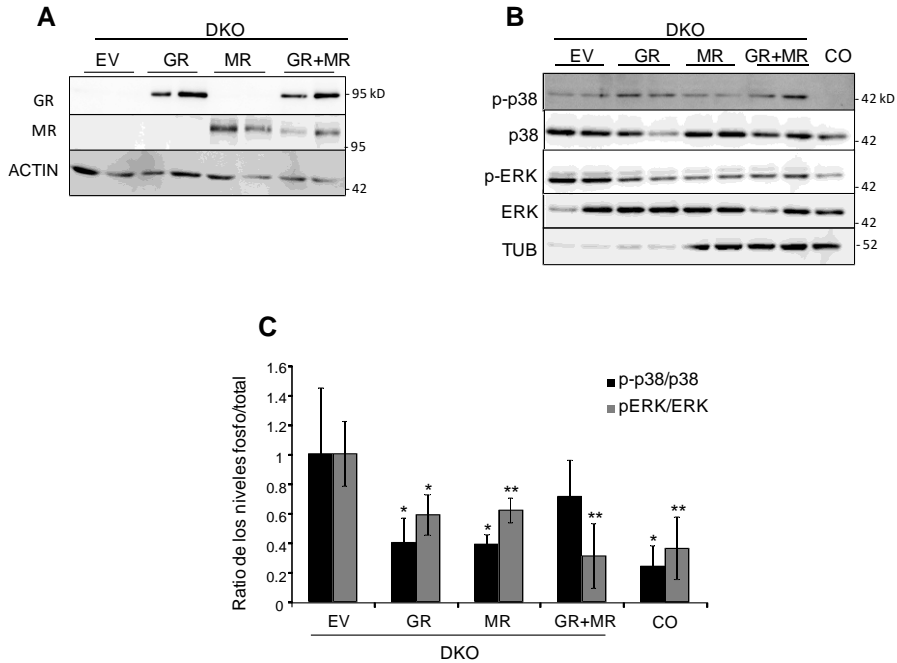 A
DKO
EV GR MR GR+MR
GR
95 kD
MR
95
ACTIN
42
B
DKO
EV GR MR GR+MR CO
p-p38
42 kD
p38
42
p-ERK
42
ERK
42
TUB
52
C
Ratio de los niveles fosfo/total
1.6
1.4
1.2
1
0.8
0.6
0.4
0.2
0
p-p38/p38
pERK/ERK
* *
* **
**
* **
EV GR MR GR+MR CO
DKO